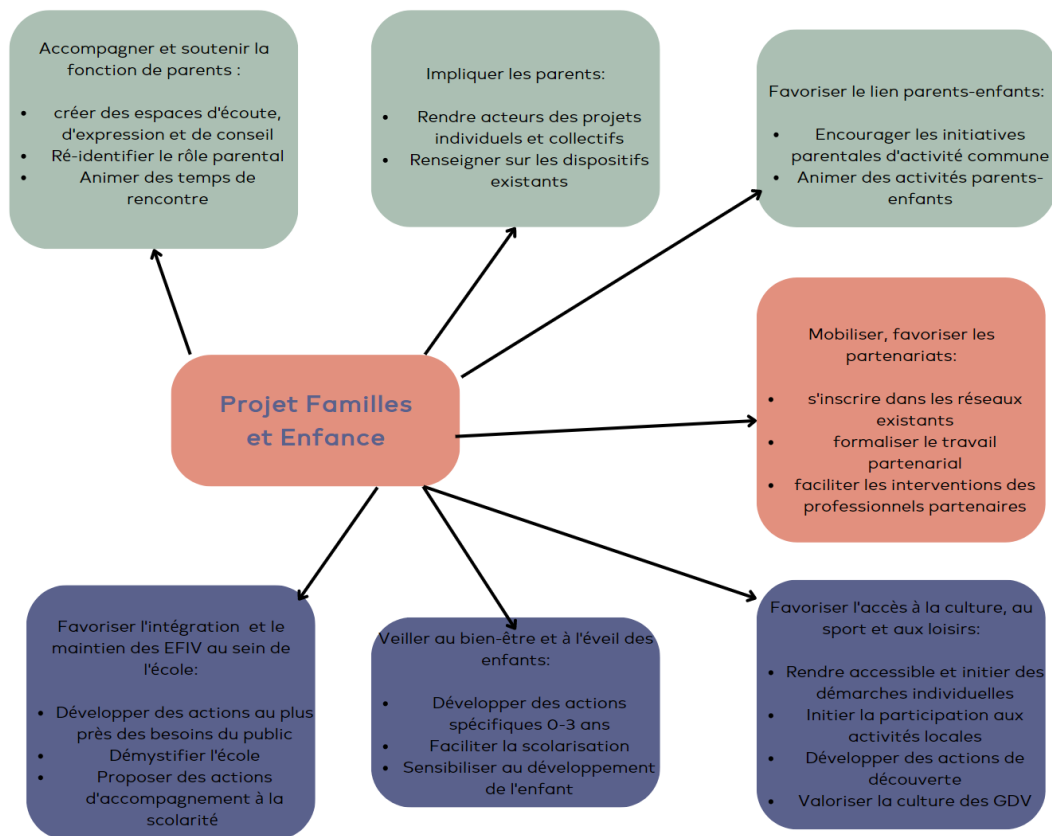 Accompagner et soutenir la
fonction de parents :
• créer des espaces d'écoute,
d'expression et de conseil
• Ré-identifier le rôle parental
• Animer des temps de
rencontre
Impliquer les parents:
• Rendre acteurs des projets
individuels et collectifs
• Renseigner sur les dispositifs
existants
Favoriser le lien parents-enfants:
• Encourager les initiatives
parentales d'activité commune
• Animer des activités parents-
enfants
Projet Familles
et Enfance
Mobiliser, favoriser les
partenariats:
• s'inscrire dans les réseaux
existants
• formaliser le travail
partenarial
• faciliter les interventions des
professionnels partenaires
Favoriser l'intégration et le
maintien des EFIV au sein de
l'école:
• Développer des actions au plus
près des besoins du public
• Démystifier l'école
• Proposer des actions
d'accompagnement à la
scolarité
Veiller au bien-être et à l'éveil des
enfants:
• Développer des actions
spécifiques 0-3 ans
• Faciliter la scolarisation
• Sensibiliser au développement
de l'enfant
Favoriser l'accès à la culture, au
sport et aux loisirs:
• Rendre accessible et initier des
démarches individuelles
• Initier la participation aux
activités locales
• Développer des actions de
découverte
• Valoriser la culture des GDV